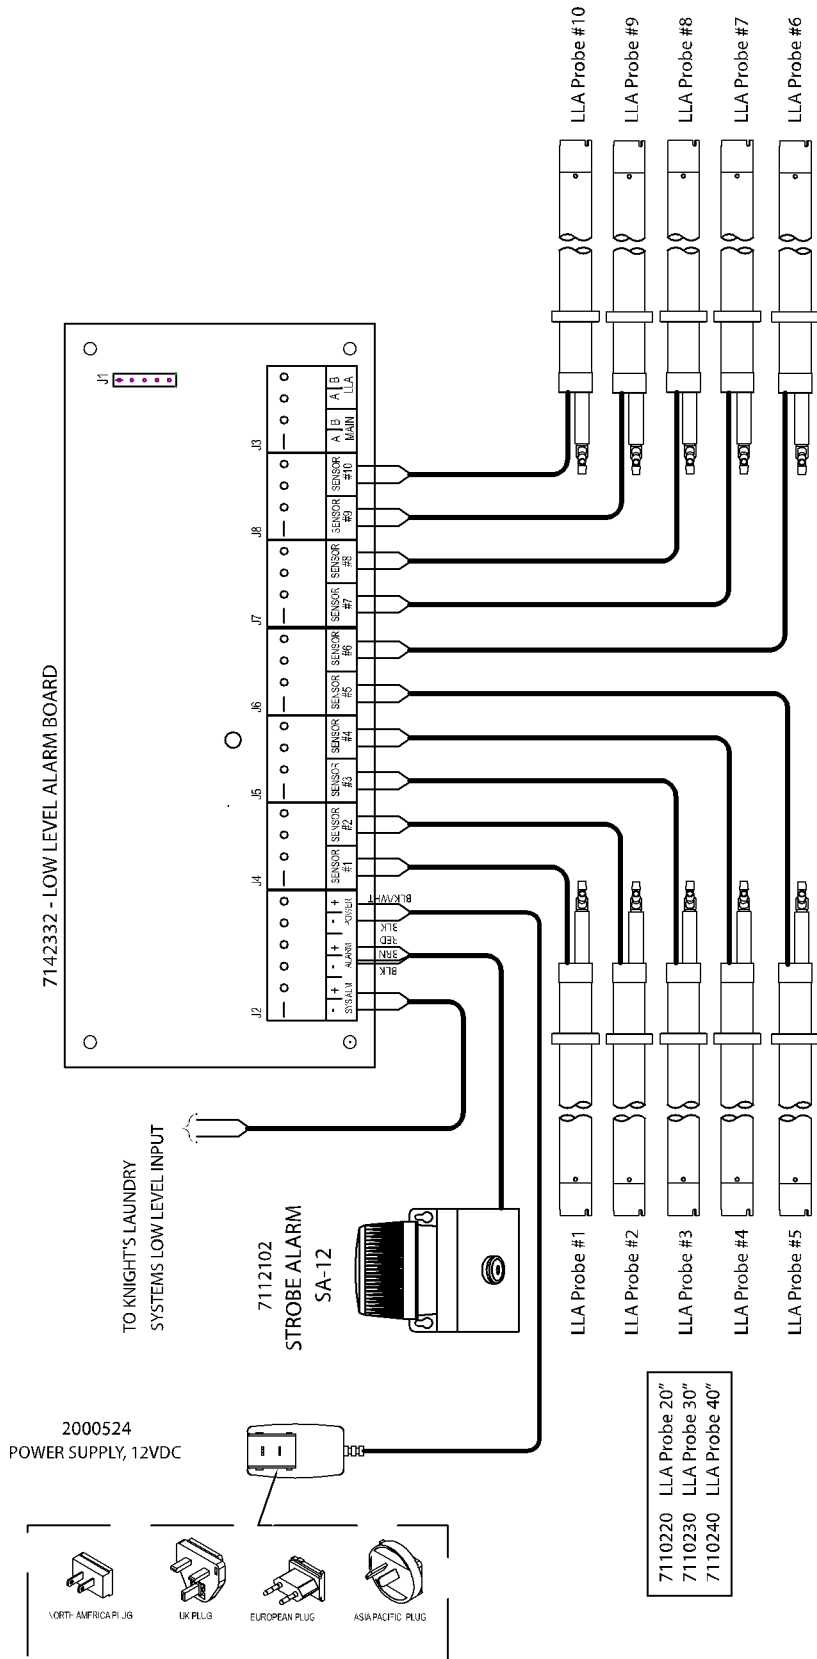 7142332 - LOW LEVEL ALARM BOARD
J1
J3
A B
MAIN
A B
LLA
J8
SENSOR #9
SENSOR #10
J7
SENSOR #7
SENSOR #8
J6
SENSOR #5
SENSOR #6
J5
SENSOR #3
SENSOR #4
J4
SENSOR #1
SENSOR #2
J2
- +
SYS ALM
- +
ALARM
- +
POWER
BLK
BRN
RED
BLK
BLK/WHT
LLA Probe #10
LLA Probe #9
LLA Probe #8
LLA Probe #7
LLA Probe #6
LLA Probe #1
LLA Probe #2
LLA Probe #3
LLA Probe #4
LLA Probe #5
TO KNIGHT'S LAUNDRY
SYSTEMS LOW LEVEL INPUT
7112102
STROBE ALARM
SA-12
2000524
POWER SUPPLY, 12VDC
NORTH AMERICA PLUG
UK PLUG
EUROPEAN PLUG
ASIA PACIFIC PLUG
7110220 LLA Probe 20"
7110230 LLA Probe 30"
7110240 LLA Probe 40"